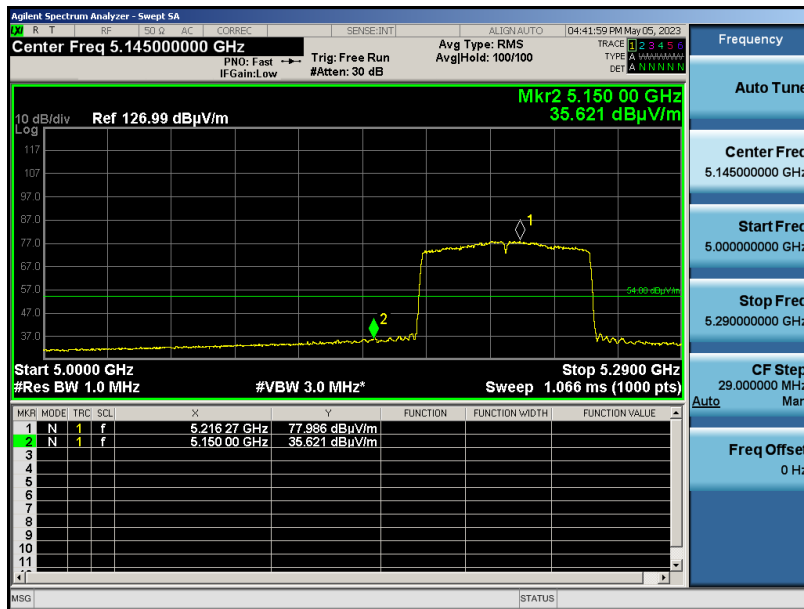 Agilent Spectrum Analyzer - Swept SA
LXI R T RF 50 Ω AC CORREC SENSE:INT ALIGN AUTO 04:41:59 PM May 05, 2023
Center Freq 5.145000000 GHz
PNO: Fast
IFGain:Low
Trig: Free Run
#Atten: 30 dB
Avg Type: RMS
Avg|Hold: 100/100
TRACE 1 2 3 4 5 6
TYPE A WWWWW
DET A N N N N N
Mkr2 5.150 00 GHz
35.621 dBµV/m
10 dB/div Ref 126.99 dBµV/m
Log
117
107
97.0
87.0
77.0
67.0
57.0
47.0
37.0
1
2
54.00 dBµV/m
Start 5.0000 GHz Stop 5.2900 GHz
#Res BW 1.0 MHz #VBW 3.0 MHz* Sweep 1.066 ms (1000 pts)
MKR MODE TRC SCL X Y FUNCTION FUNCTION WIDTH FUNCTION VALUE
1 N 1 f 5.216 27 GHz 77.986 dBµV/m
2 N 1 f 5.150 00 GHz 35.621 dBµV/m
3
4
5
6
7
8
9
10
11
MSG STATUS
Frequency
Auto Tune
Center Freq
5.145000000 GHz
Start Freq
5.000000000 GHz
Stop Freq
5.290000000 GHz
CF Step
29.000000 MHz
Auto Man
Freq Offset
0 Hz